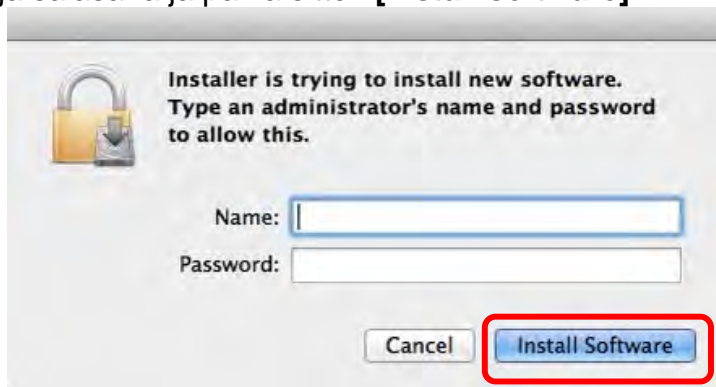 Installer is trying to install new software.
Type an administrator's name and password
to allow this.
Name:
Password:
Cancel
Install Software